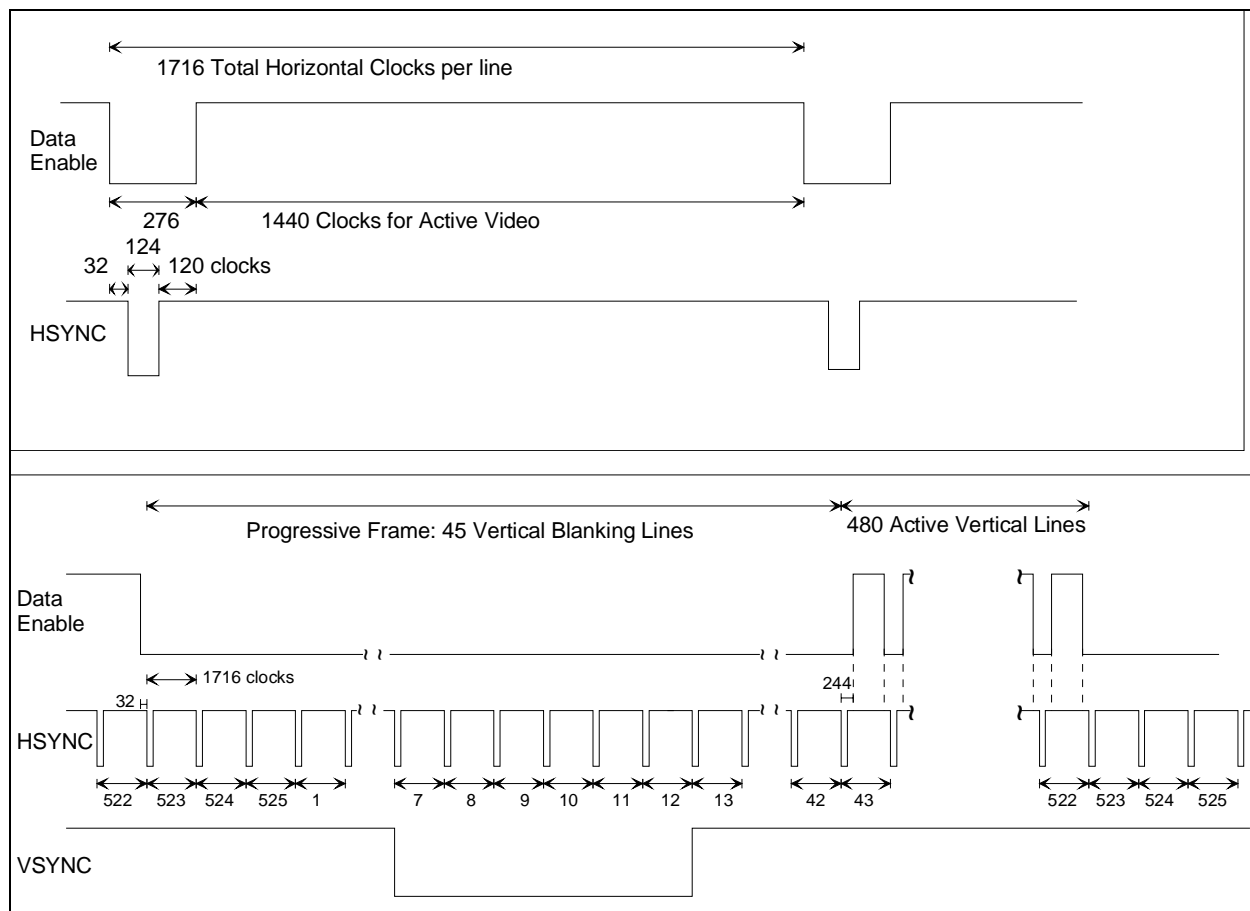 1716 Total Horizontal Clocks per line
Data
Enable
276
1440 Clocks for Active Video
124
32
120 clocks
HSYNC
Progressive Frame: 45 Vertical Blanking Lines
480 Active Vertical Lines
Data
Enable
1716 clocks
32
244
HSYNC
522 523 524 525 1 7 8 9 10 11 12 13 42 43 522 523 524 525
VSYNC